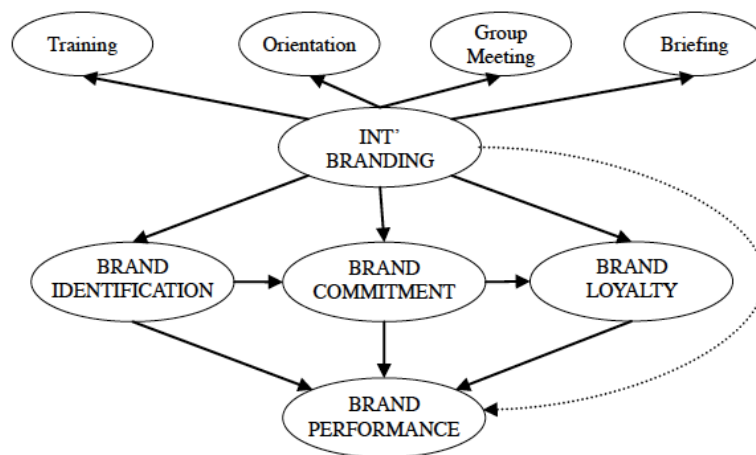 Training
Orientation
Group
Meeting
Briefing
INT’
BRANDING
BRAND
IDENTIFICATION
BRAND
COMMITMENT
BRAND
LOYALTY
BRAND
PERFORMANCE